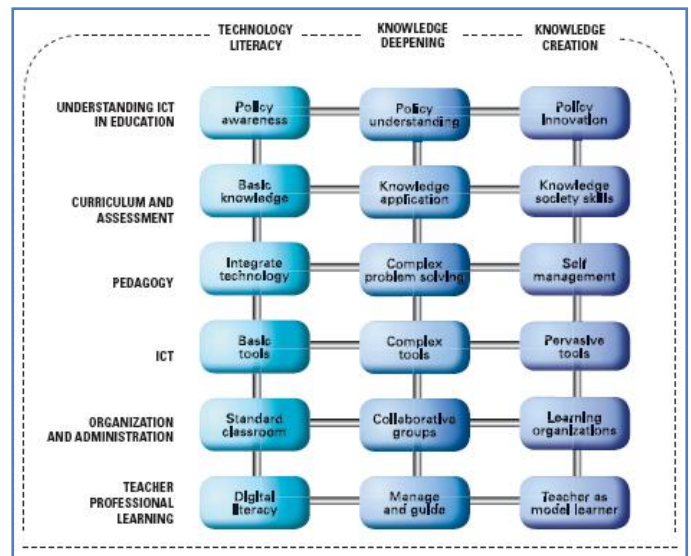 TECHNOLOGY
LITERACY
KNOWLEDGE
DEEPENING
KNOWLEDGE
CREATION
UNDERSTANDING ICT
IN EDUCATION
Policy
awareness
Policy
understanding
Policy
Innovation
CURRICULUM AND
ASSESSMENT
Basic
knowledge
Knowledge
application
Knowledge
society skills
PEDAGOGY
Integrate
technology
Complex
problem solving
Self
management
ICT
Basic
tools
Complex
tools
Pervasive
tools
ORGANIZATION
AND ADMINISTRATION
Standard
classroom
Collaborative
groups
Learning
organizations
TEACHER
PROFESSIONAL
LEARNING
Digital
literacy
Manage
and guide
Teacher as
model learner